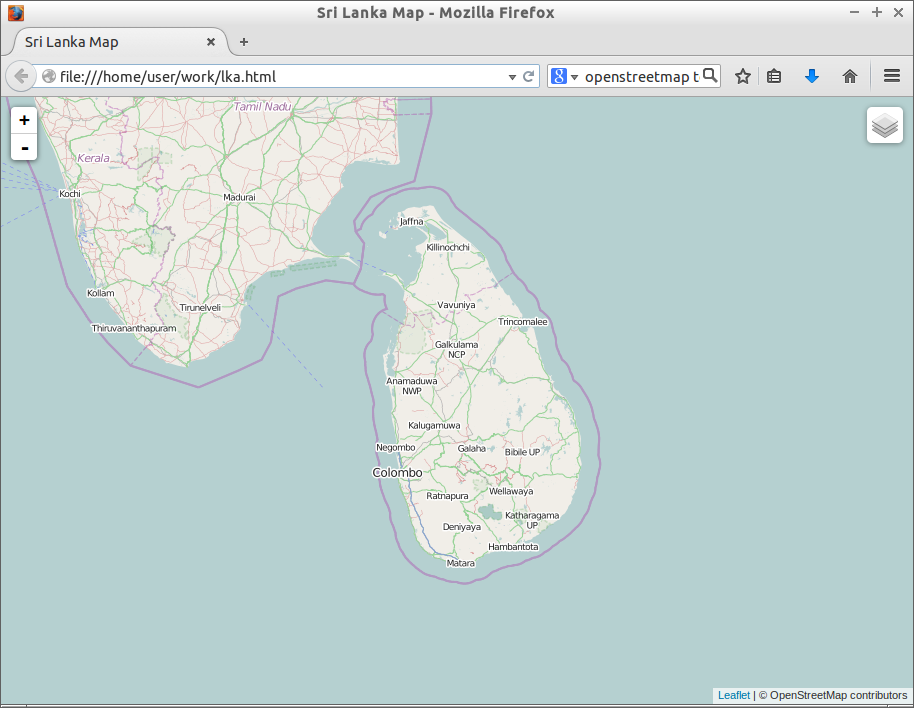 Sri Lanka Map - Mozilla Firefox
Sri Lanka Map
file:///home/user/work/lka.html
openstreetmap t
+
-
Tamil Nadu
Kerala
Kochi
Madurai
Jaffna
Killinochchi
Kollam
Tirunelveli
Vavuniya
Thiruvananthapuram
Trincomalee
Galkulama
NCP
Anamaduwa
NWP
Kalugamuwa
Negombo
Galaha
Bibile UP
Colombo
Ratnapura
Wellawaya
Katharagama
UP
Deniyaya
Hambantota
Matara
Leaflet | © OpenStreetMap contributors